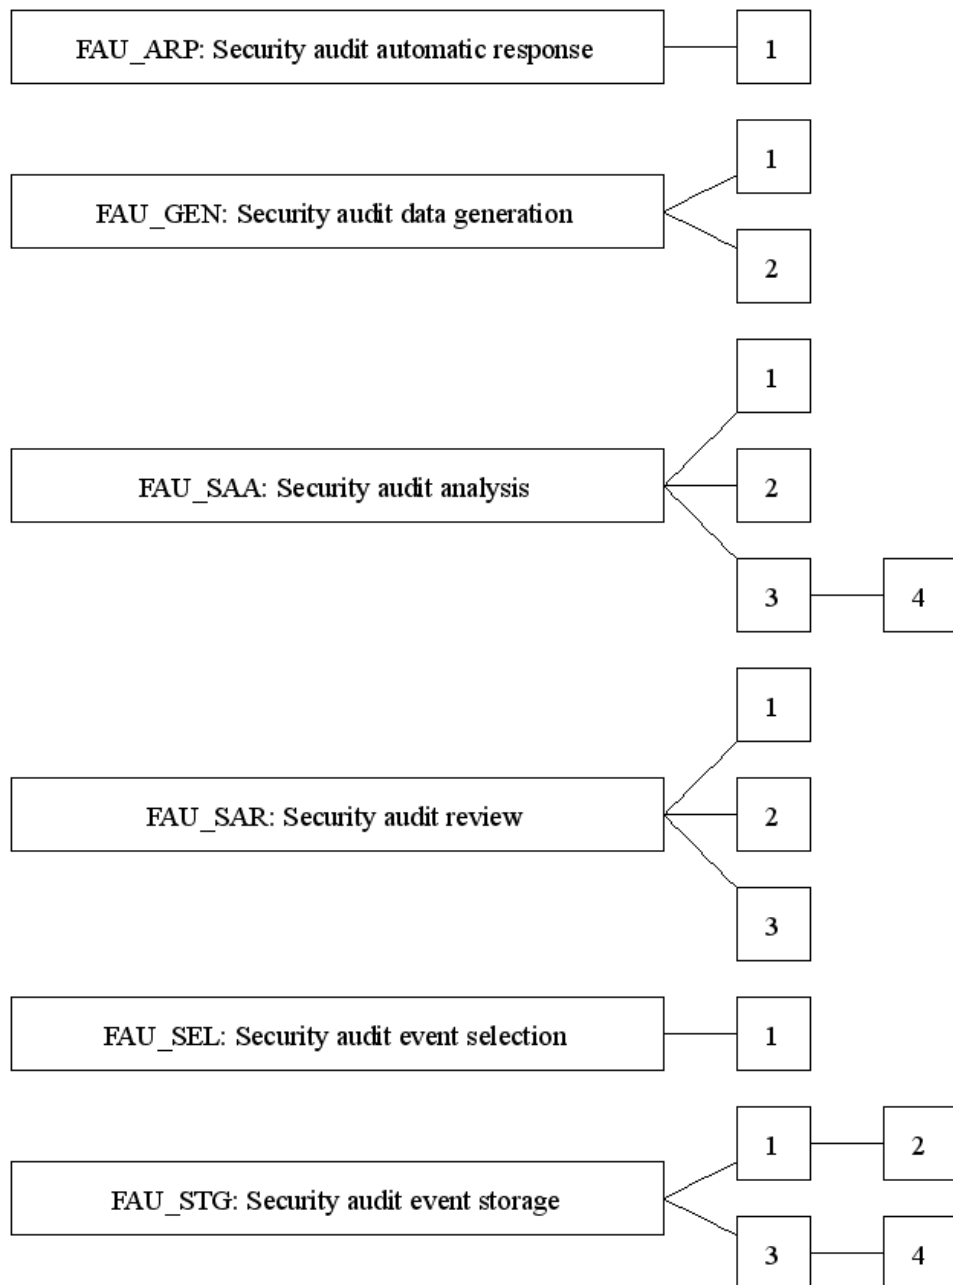 FAU_ARP: Security audit automatic response
1
1
FAU_GEN: Security audit data generation
2
1
FAU_SAA: Security audit analysis
2
3
4
1
FAU_SAR: Security audit review
2
3
FAU_SEL: Security audit event selection
1
1
2
FAU_STG: Security audit event storage
3
4